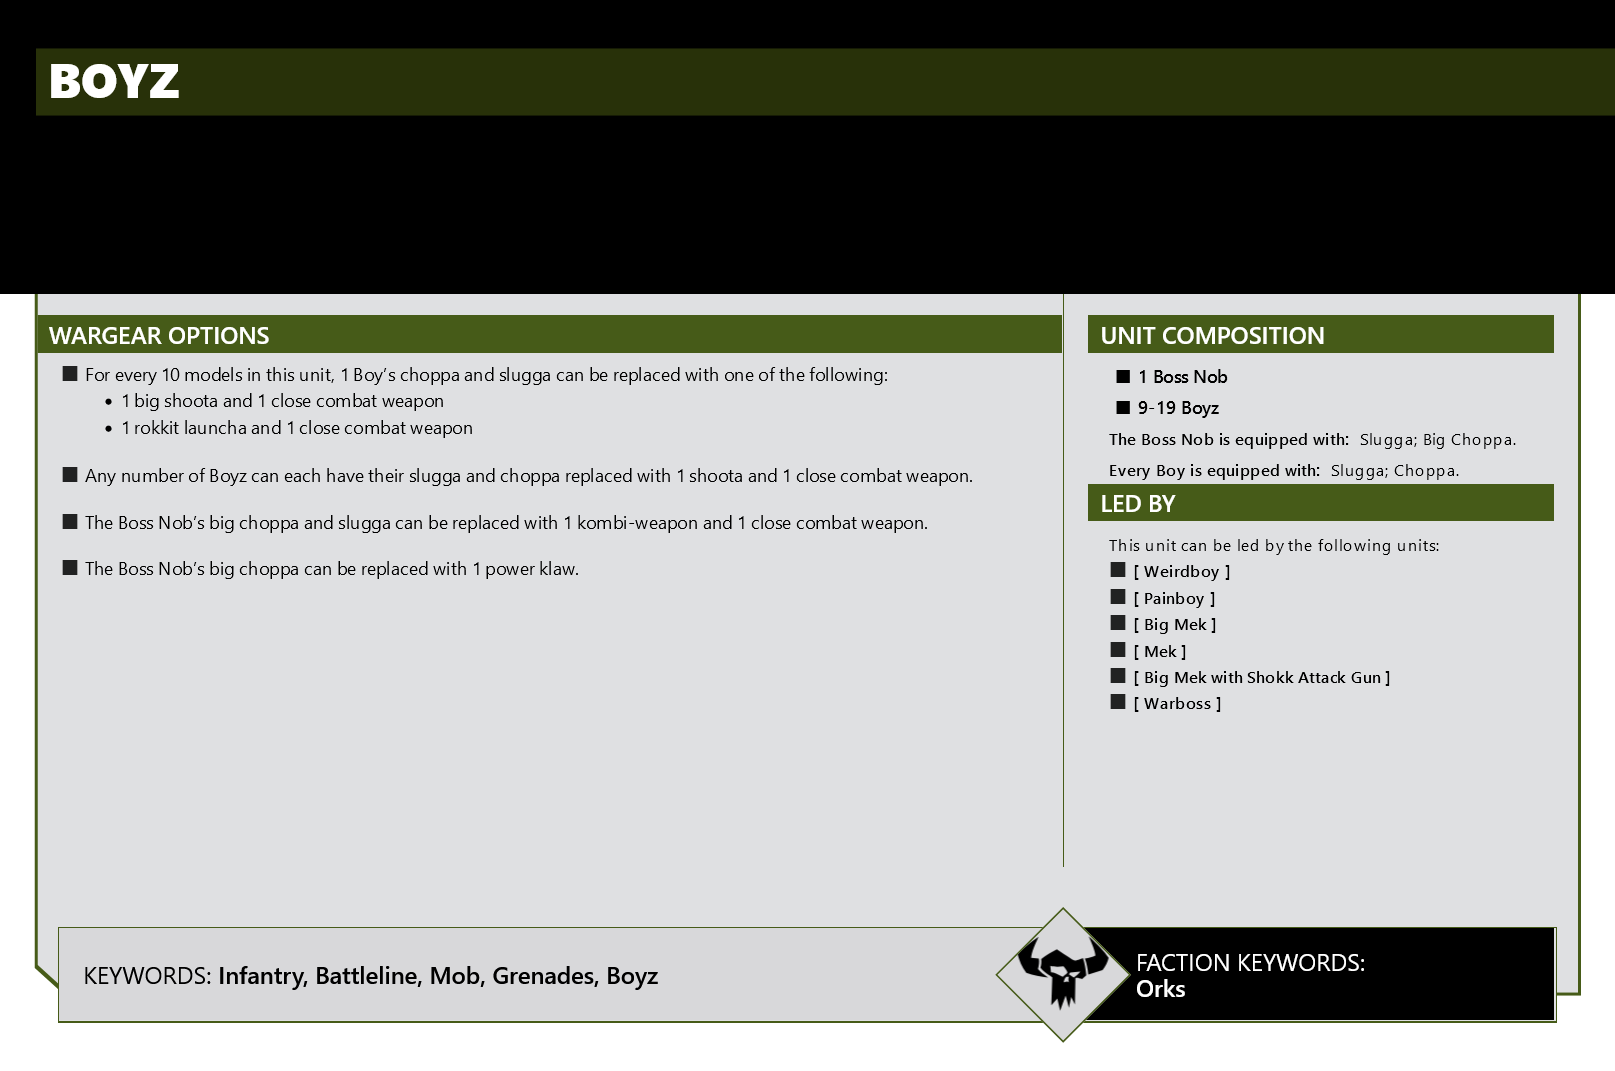 BOYZ
WARGEAR OPTIONS
■ For every 10 models in this unit, 1 Boy’s choppa and slugga can be replaced with one of the following:
• 1 big shoota and 1 close combat weapon
• 1 rokkit launcha and 1 close combat weapon
■ Any number of Boyz can each have their slugga and choppa replaced with 1 shoota and 1 close combat weapon.
■ The Boss Nob’s big choppa and slugga can be replaced with 1 kombi-weapon and 1 close combat weapon.
■ The Boss Nob’s big choppa can be replaced with 1 power klaw.
UNIT COMPOSITION
■ 1 Boss Nob
■ 9-19 Boyz
The Boss Nob is equipped with: Slugga; Big Choppa.
Every Boy is equipped with: Slugga; Choppa.
LED BY
This unit can be led by the following units:
■ [ Weirdboy ]
■ [ Painboy ]
■ [ Big Mek ]
■ [ Mek ]
■ [ Big Mek with Shokk Attack Gun ]
■ [ Warboss ]
KEYWORDS: Infantry, Battleline, Mob, Grenades, Boyz
FACTION KEYWORDS:
Orks